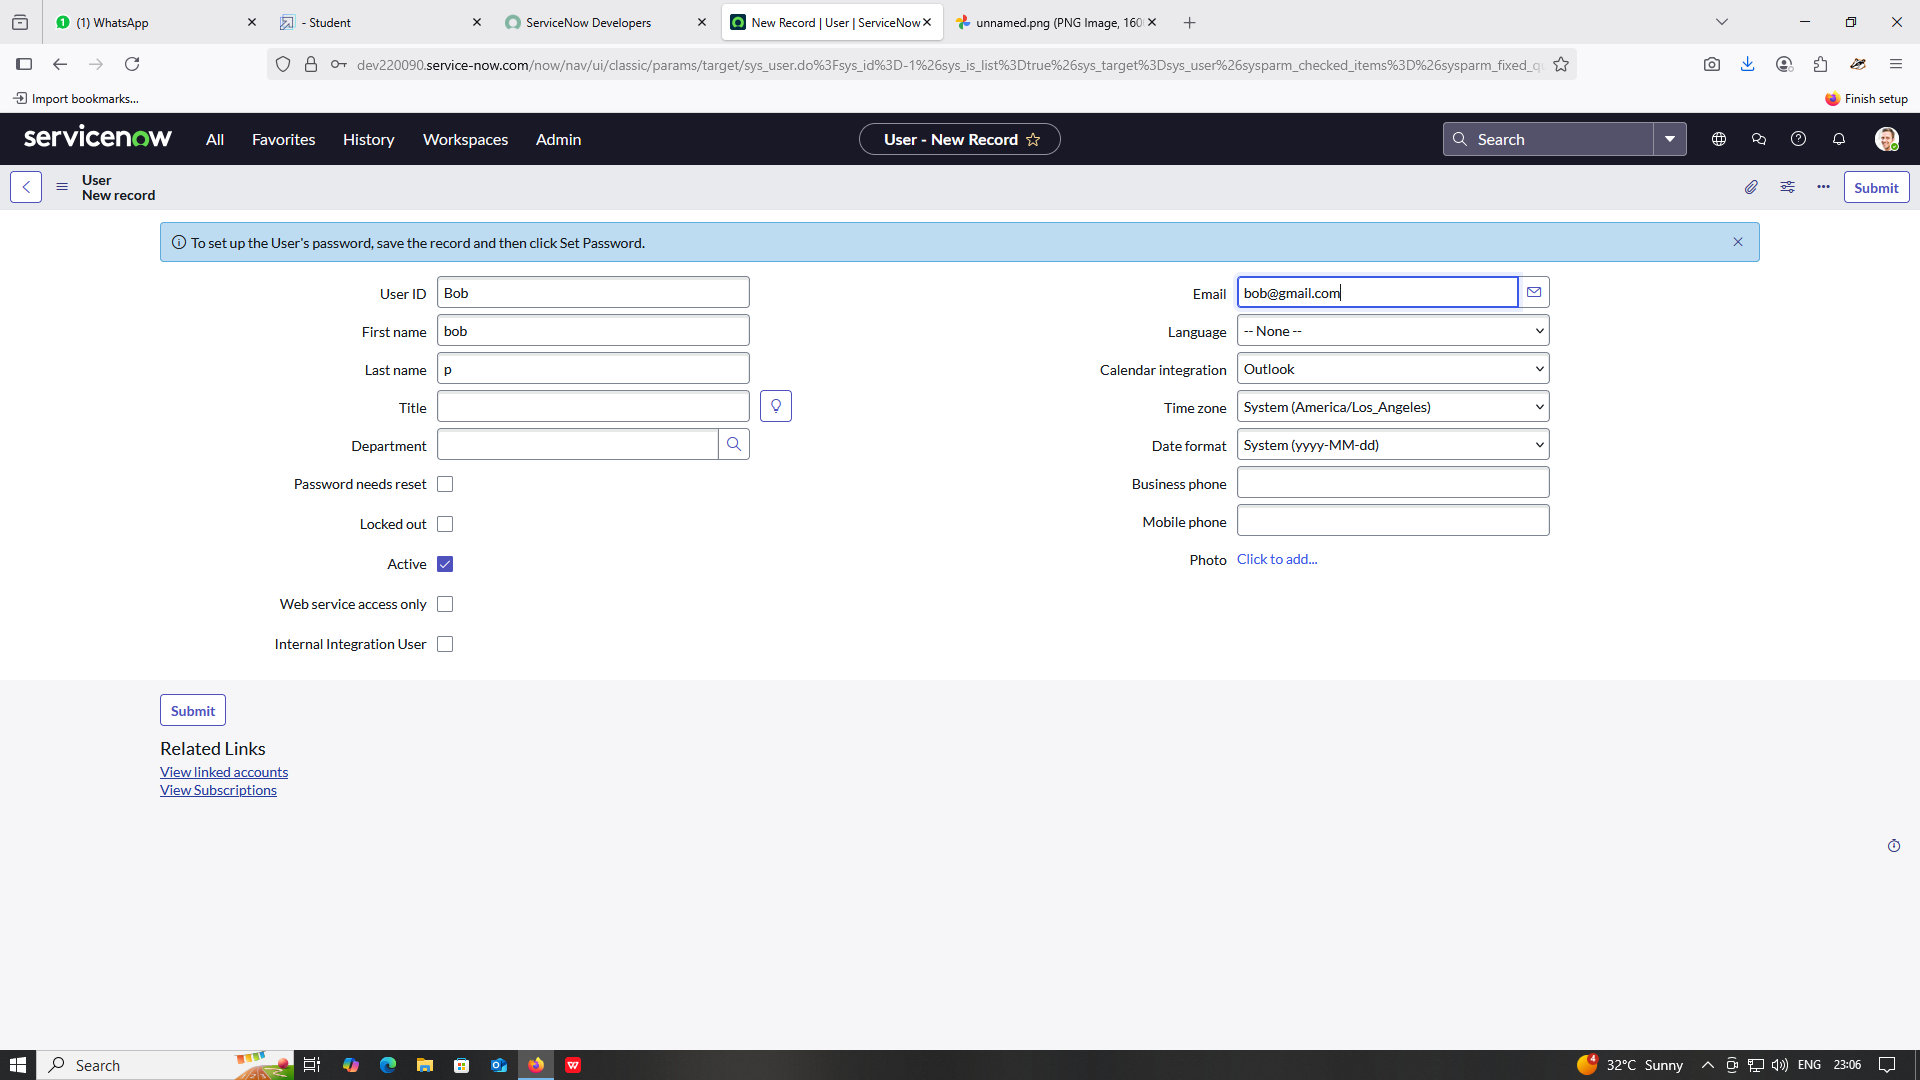 (1) WhatsApp
- Student
ServiceNow Developers
New Record | User | ServiceNow
unnamed.png (PNG Image, 160
dev220090.service-now.com/now/nav/ui/classic/params/target/sys_user.do%3Fsys_id%3D-1%26sys_is_list%3Dtrue%26sys_target%3Dsys_user%26sysparm_checked_items%3D%26sysparm_fixed_q
Import bookmarks...
Finish setup
servicenow
All
Favorites
History
Workspaces
Admin
User - New Record
Search
User
New record
Submit
To set up the User's password, save the record and then click Set Password.
User ID
Bob
First name
bob
Last name
p
Title
Department
Password needs reset
Locked out
Active
Web service access only
Internal Integration User
Email
bob@gmail.com
Language
-- None --
Calendar integration
Outlook
Time zone
System (America/Los_Angeles)
Date format
System (yyyy-MM-dd)
Business phone
Mobile phone
Photo
Click to add...
Submit
Related Links
View linked accounts
View Subscriptions
Search
4
32°C Sunny
ENG
23:06